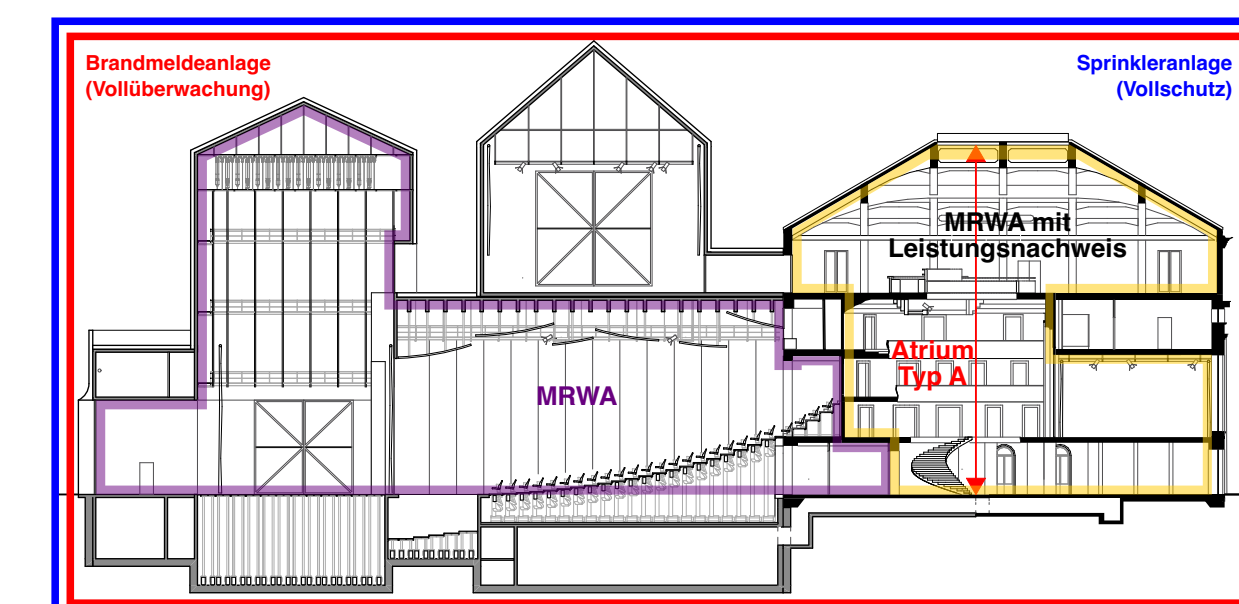 Brandmeldeanlage
(Vollüberwachung)
Sprinkleranlage
(Vollschutz)
MRWA mit
Leistungsnachweis
Atrium
Typ A
MRWA